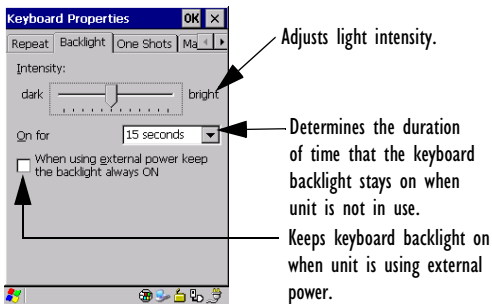 Keyboard Properties OK ×
Repeat Backlight One Shots Ma
Intensity:
dark bright
On for 15 seconds
When using external power keep
the backlight always ON
Adjusts light intensity.
Determines the duration
of time that the keyboard
backlight stays on when
unit is not in use.
Keeps keyboard backlight on
when unit is using external
power.